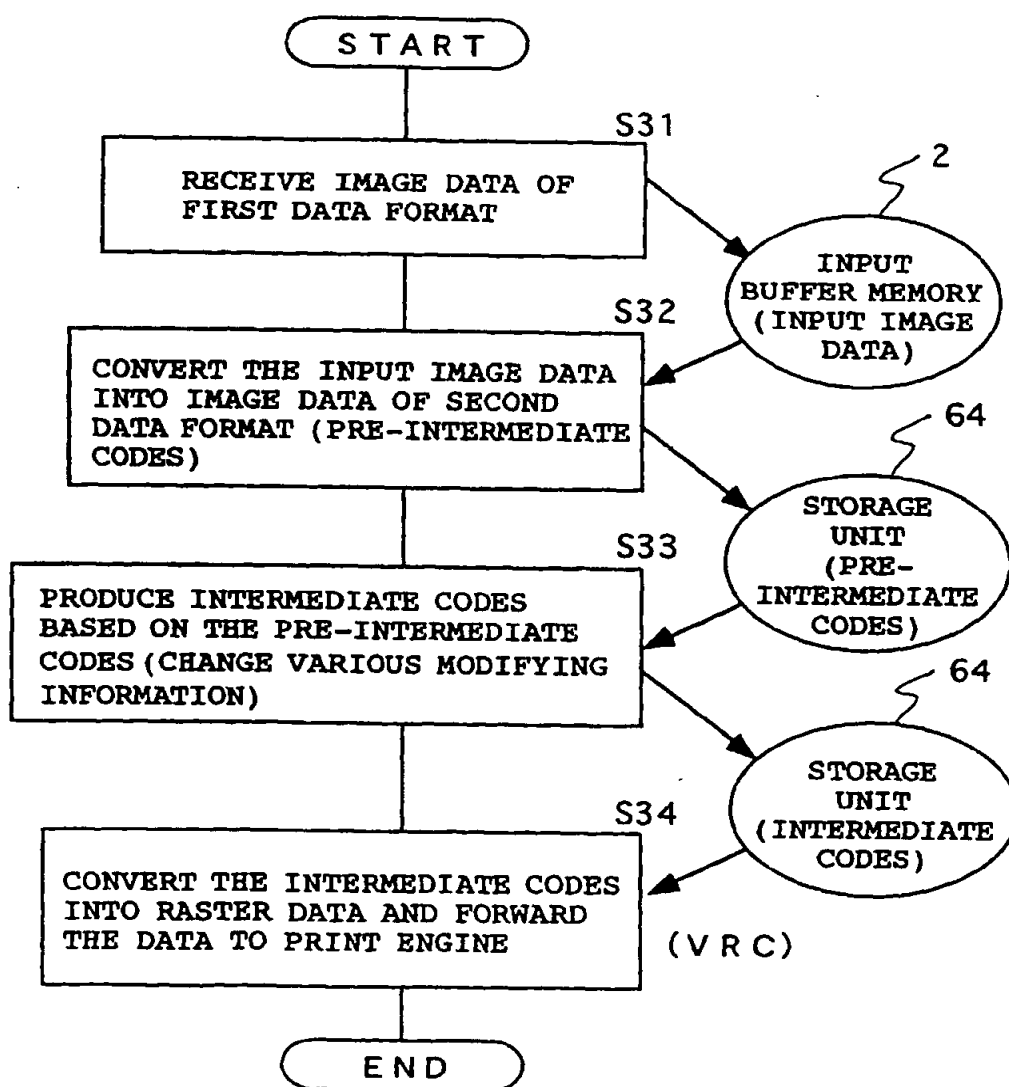 START
S31
RECEIVE IMAGE DATA OF
FIRST DATA FORMAT
2
INPUT
BUFFER MEMORY
(INPUT IMAGE
DATA)
S32
CONVERT THE INPUT IMAGE DATA
INTO IMAGE DATA OF SECOND
DATA FORMAT (PRE-INTERMEDIATE
CODES)
64
STORAGE
UNIT
(PRE-
INTERMEDIATE
CODES)
S33
PRODUCE INTERMEDIATE CODES
BASED ON THE PRE-INTERMEDIATE
CODES (CHANGE VARIOUS MODIFYING
INFORMATION)
64
STORAGE
UNIT
(INTERMEDIATE
CODES)
S34
CONVERT THE INTERMEDIATE CODES
INTO RASTER DATA AND FORWARD
THE DATA TO PRINT ENGINE
(VRC)
END